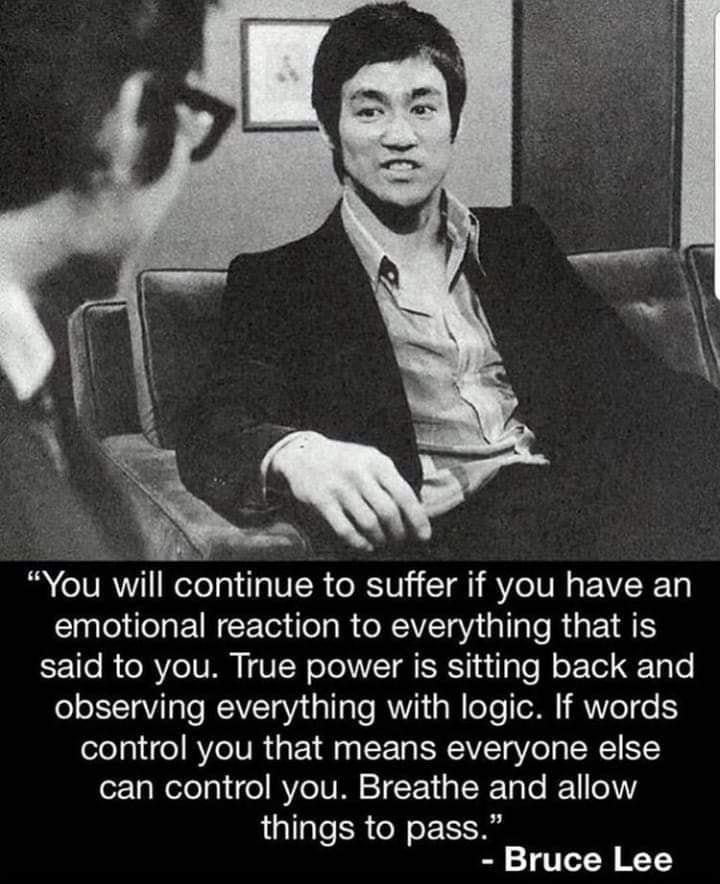 “You will continue to suffer if you have an
emotional reaction to everything that is
said to you. True power is sitting back and
observing everything with logic. If words
control you that means everyone else
can control you. Breathe and allow
things to pass.”
- Bruce Lee